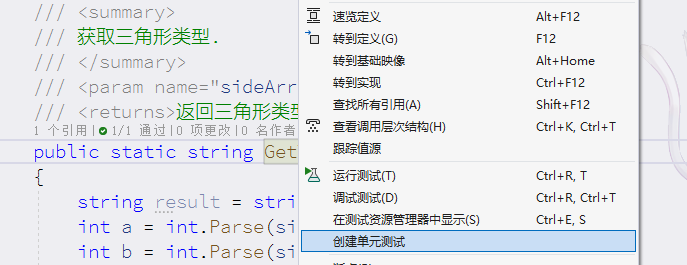 /// <summary>
/// 获取三角形类型.
/// </summary>
/// <param name="sideArr
/// <returns>返回三角形类型
1 个引用 | 1/1 通过 | 0 项更改 | 0 名作者
public static string Get
{
string result = stri
int a = int.Parse(si
int b = int.Parse(si
速览定义 Alt+F12
转到定义(G) F12
转到基础映像 Alt+Home
转到实现 Ctrl+F12
查找所有引用(A) Shift+F12
查看调用层次结构(H) Ctrl+K, Ctrl+T
跟踪值源
运行测试(T) Ctrl+R, T
调试测试(D) Ctrl+R, Ctrl+T
在测试资源管理器中显示(S) Ctrl+E, S
创建单元测试